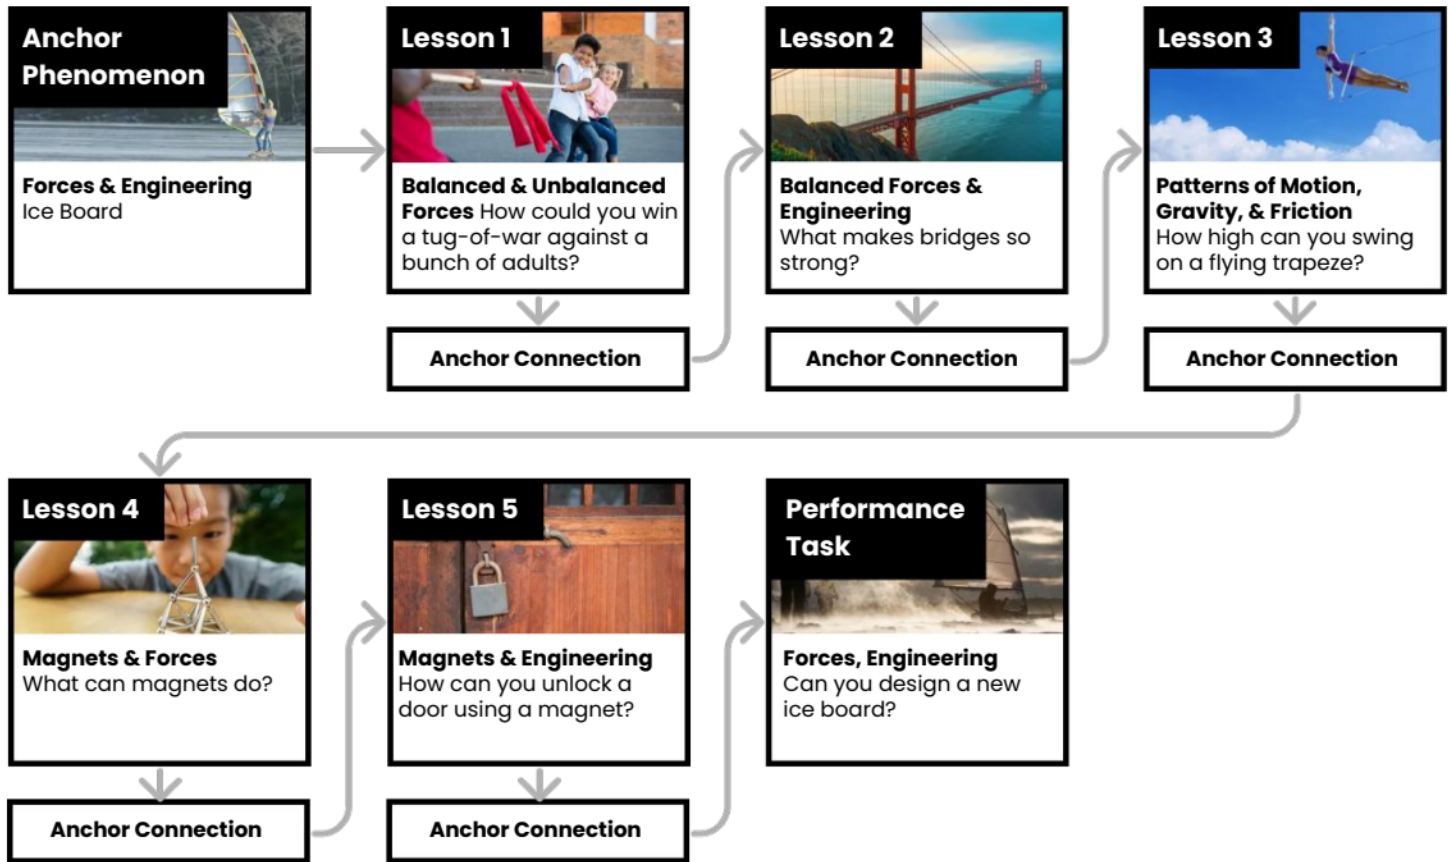 Anchor
Phenomenon
Forces & Engineering
Ice Board
Lesson 1
Balanced & Unbalanced
Forces How could you win
a tug-of-war against a
bunch of adults?
Anchor Connection
Lesson 2
Balanced Forces &
Engineering
What makes bridges so
strong?
Anchor Connection
Lesson 3
Patterns of Motion,
Gravity, & Friction
How high can you swing
on a flying trapeze?
Anchor Connection
Lesson 4
Magnets & Forces
What can magnets do?
Anchor Connection
Lesson 5
Magnets & Engineering
How can you unlock a
door using a magnet?
Anchor Connection
Performance
Task
Forces, Engineering
Can you design a new
ice board?